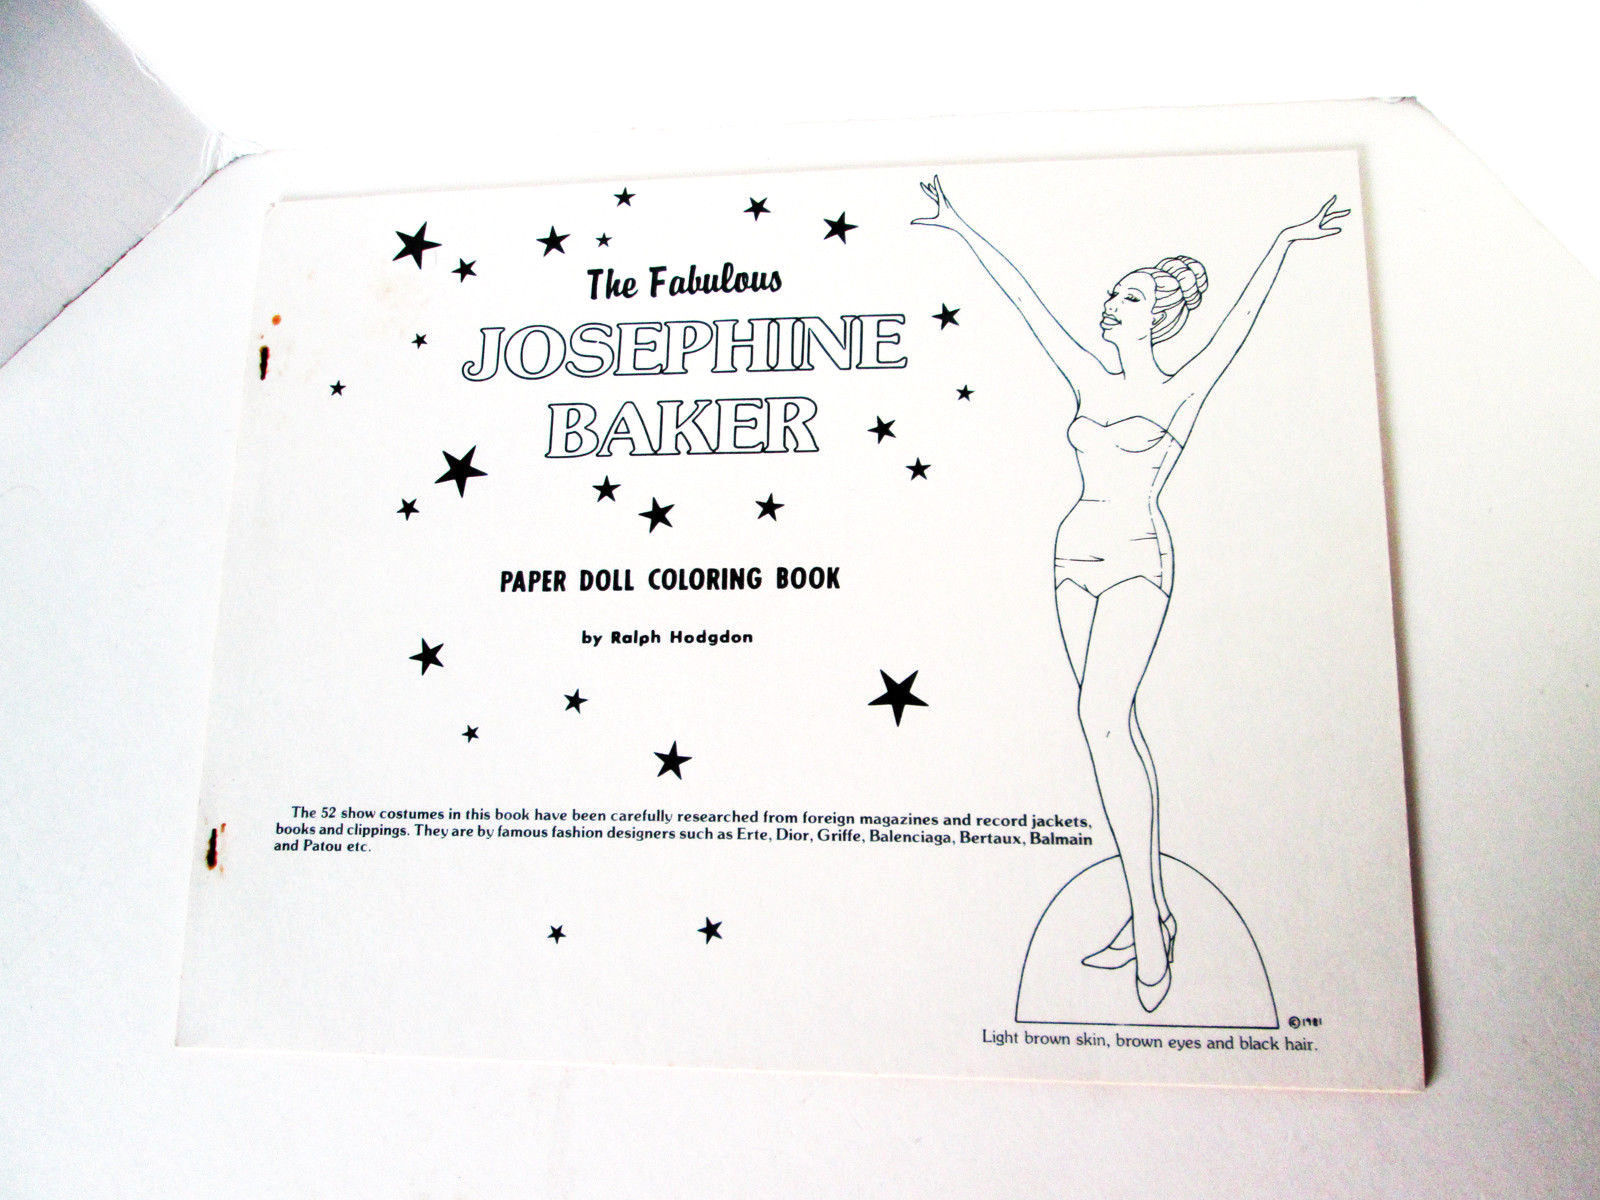 The Fabulous
JOSEPHINE
BAKER
PAPER DOLL COLORING BOOK
by Ralph Hodgdon
The 52 show costumes in this book have been carefully researched from foreign magazines and record jackets,
books and clippings. They are by famous fashion designers such as Erte, Dior, Griffe, Balenciaga, Bertaux, Balmain
and Patou etc.
©1981
Light brown skin, brown eyes and black hair.